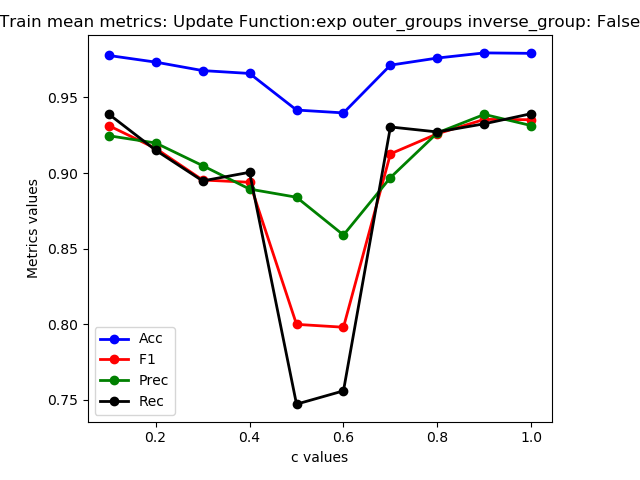 Train mean metrics: Update Function:exp outer_groups inverse_group: False
Metrics values
0.95
0.90
0.85
0.80
0.75
Acc
F1
Prec
Rec
0.2 0.4 0.6 0.8 1.0
c values